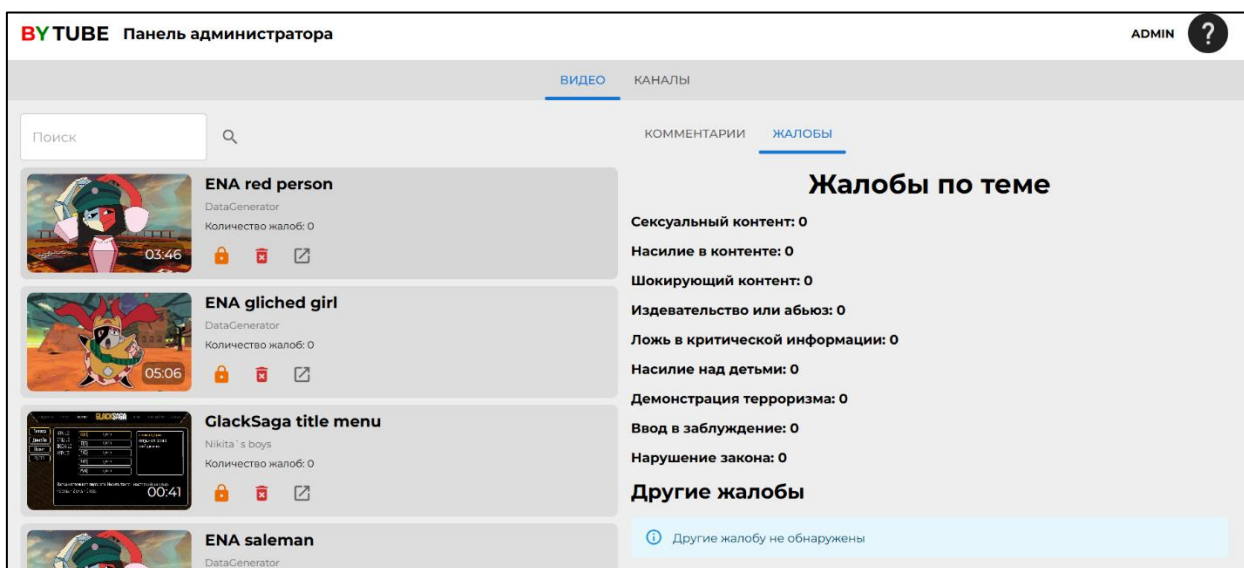 BYTUBE Панель администратора
ADMIN
?
ВИДЕО КАНАЛЫ
Поиск
ENA red person
DataGenerator
Количество жалоб: 0
03:46
ENA gliched girl
DataGenerator
Количество жалоб: 0
05:06
GLACKSAGA
GlackSaga title menu
Nikita`s boys
Количество жалоб: 0
00:41
ENA saleman
DataGenerator
КОММЕНТАРИИ ЖАЛОБЫ
Жалобы по теме
Сексуальный контент: 0
Насилие в контенте: 0
Шокирующий контент: 0
Издевательство или абьюз: 0
Ложь в критической информации: 0
Насилие над детьми: 0
Демонстрация терроризма: 0
Ввод в заблуждение: 0
Нарушение закона: 0
Другие жалобы
Другие жалобу не обнаружены